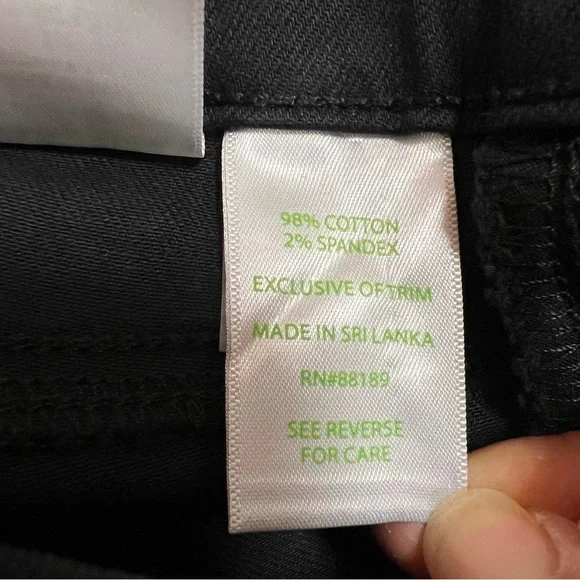 98% COTTON
2% SPANDEX
EXCLUSIVE OF TRIM
MADE IN SRI LANKA
RN#88189
SEE REVERSE
FOR CARE